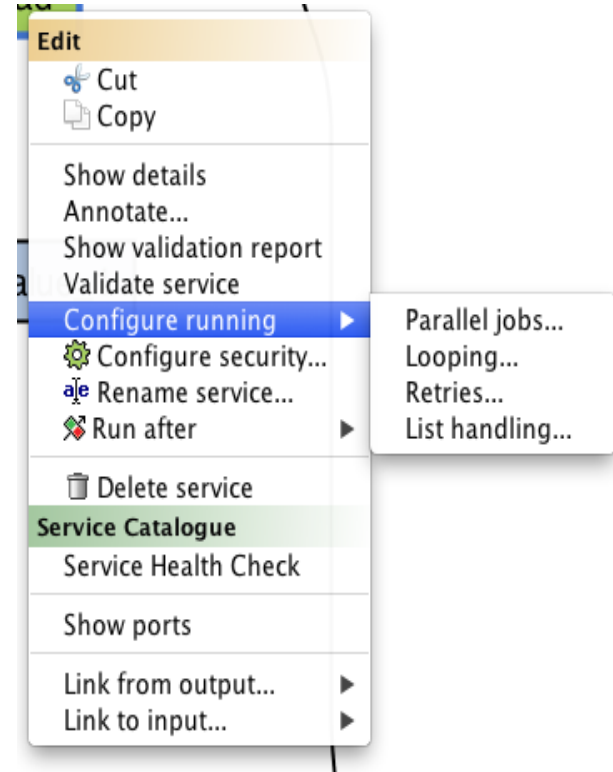 Edit
Cut
Copy
Show details
Annotate...
Show validation report
Validate service
Configure running
Configure security...
Rename service...
Run after
Delete service
Service Catalogue
Service Health Check
Show ports
Link from output...
Link to input...
Parallel jobs...
Looping...
Retries...
List handling...